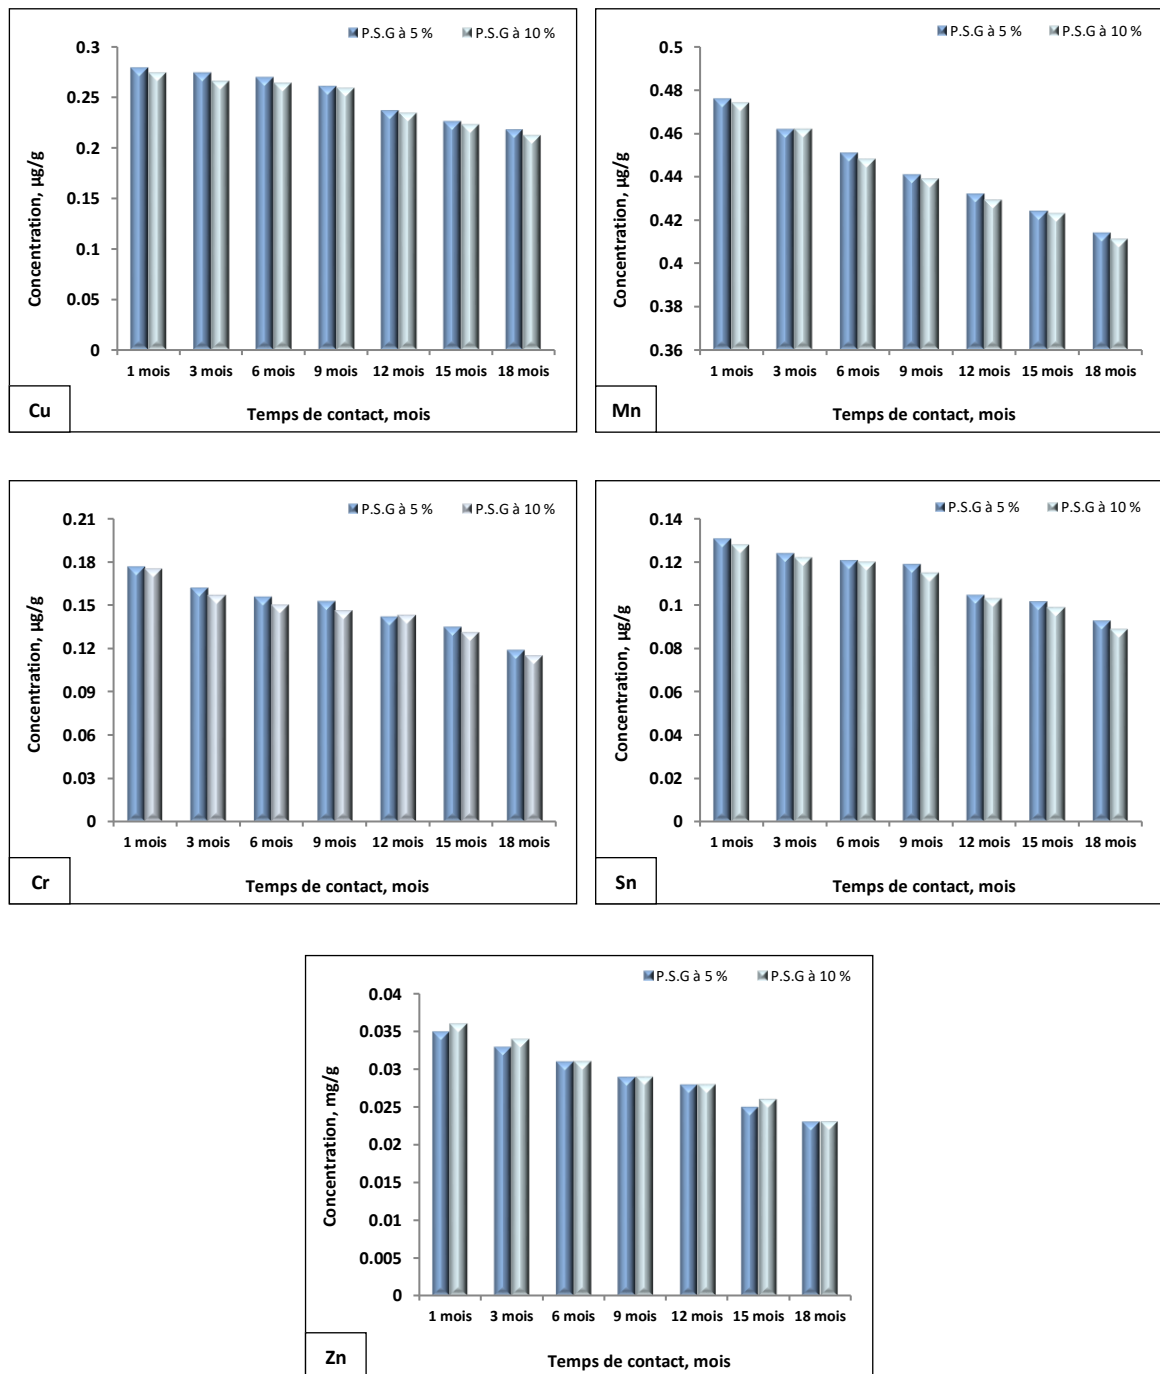 P.S.G à 5 % P.S.G à 10 %
0.3
0.25
0.2
0.15
0.1
0.05
0
Concentration, µg/g
1 mois 3 mois 6 mois 9 mois 12 mois 15 mois 18 mois
Cu
Temps de contact, mois
P.S.G à 5 % P.S.G à 10 %
0.5
0.48
0.46
0.44
0.42
0.4
0.38
0.36
Concentration, µg/g
1 mois 3 mois 6 mois 9 mois 12 mois 15 mois 18 mois
Mn
Temps de contact, mois
P.S.G à 5 % P.S.G à 10 %
0.21
0.18
0.15
0.12
0.09
0.06
0.03
0
Concentration, µg/g
1 mois 3 mois 6 mois 9 mois 12 mois 15 mois 18 mois
Cr
Temps de contact, mois
P.S.G à 5 % P.S.G à 10 %
0.14
0.12
0.1
0.08
0.06
0.04
0.02
0
Concentration, µg/g
1 mois 3 mois 6 mois 9 mois 12 mois 15 mois 18 mois
Sn
Temps de contact, mois
P.S.G à 5 % P.S.G à 10 %
0.04
0.035
0.03
0.025
0.02
0.015
0.01
0.005
0
Concentration, mg/g
1 mois 3 mois 6 mois 9 mois 12 mois 15 mois 18 mois
Zn
Temps de contact, mois